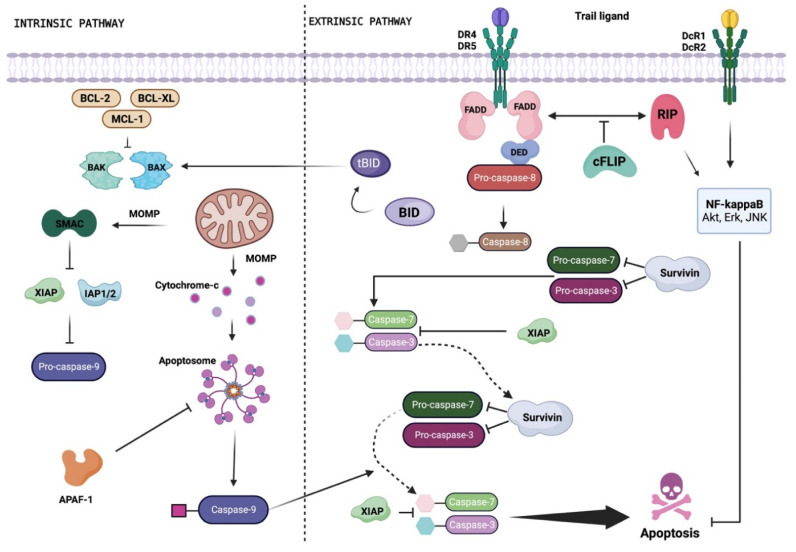 INTRINSIC PATHWAY
EXTRINSIC PATHWAY
DR4
DR5
Trail ligand
DcR1
DcR2
BCL-2
BCL-XL
MCL-1
BAK
BAX
tBID
BID
FADD
FADD
DED
Pro-caspase-8
RIP
cFLIP
NF-kappaB
Akt, Erk, JNK
SMAC
MOMP
MOMP
Caspase-8
Pro-caspase-7
Pro-caspase-3
Survivin
XIAP
IAP1/2
Cytochrome-c
Caspase-7
Caspase-3
XIAP
Pro-caspase-9
Apoptosome
Pro-caspase-7
Pro-caspase-3
Survivin
APAF-1
Caspase-9
XIAP
Caspase-7
Caspase-3
Apoptosis